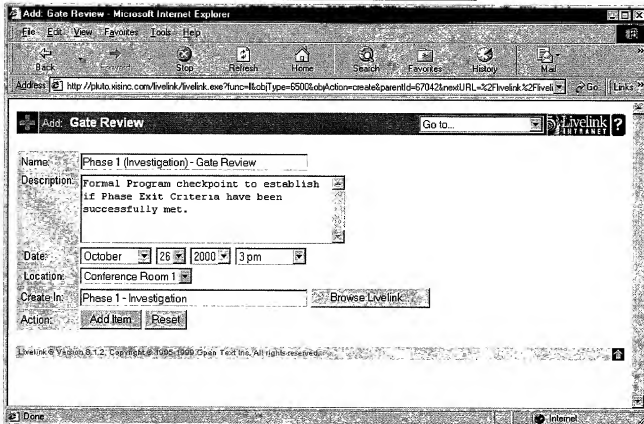 Add: Gate Review - Microsoft Internet Explorer
File Edit View Favorites Tools Help
Back Forward Stop Refresh Home Search Favorites History Mail
Address http://pluto.xisinc.com/livelink/livelink.exe?func=ll&objType=6500&objAction=create&parentId=67042&nextURL=%2Flivelink%2Fliveli Go Links »
Add: Gate Review Go to... Livelink INTRANET ?
Name: Phase 1 (Investigation) - Gate Review
Description: Formal Program checkpoint to establish
if Phase Exit Criteria have been
successfully met.
Date: October 26 2000 3 pm
Location: Conference Room 1
Create In: Phase 1 - Investigation Browse Livelink...
Action: Add Item Reset
Livelink ® Version 8.1.2, Copyright © 1995-1999 Open Text Inc. All rights reserved.
Done Internet